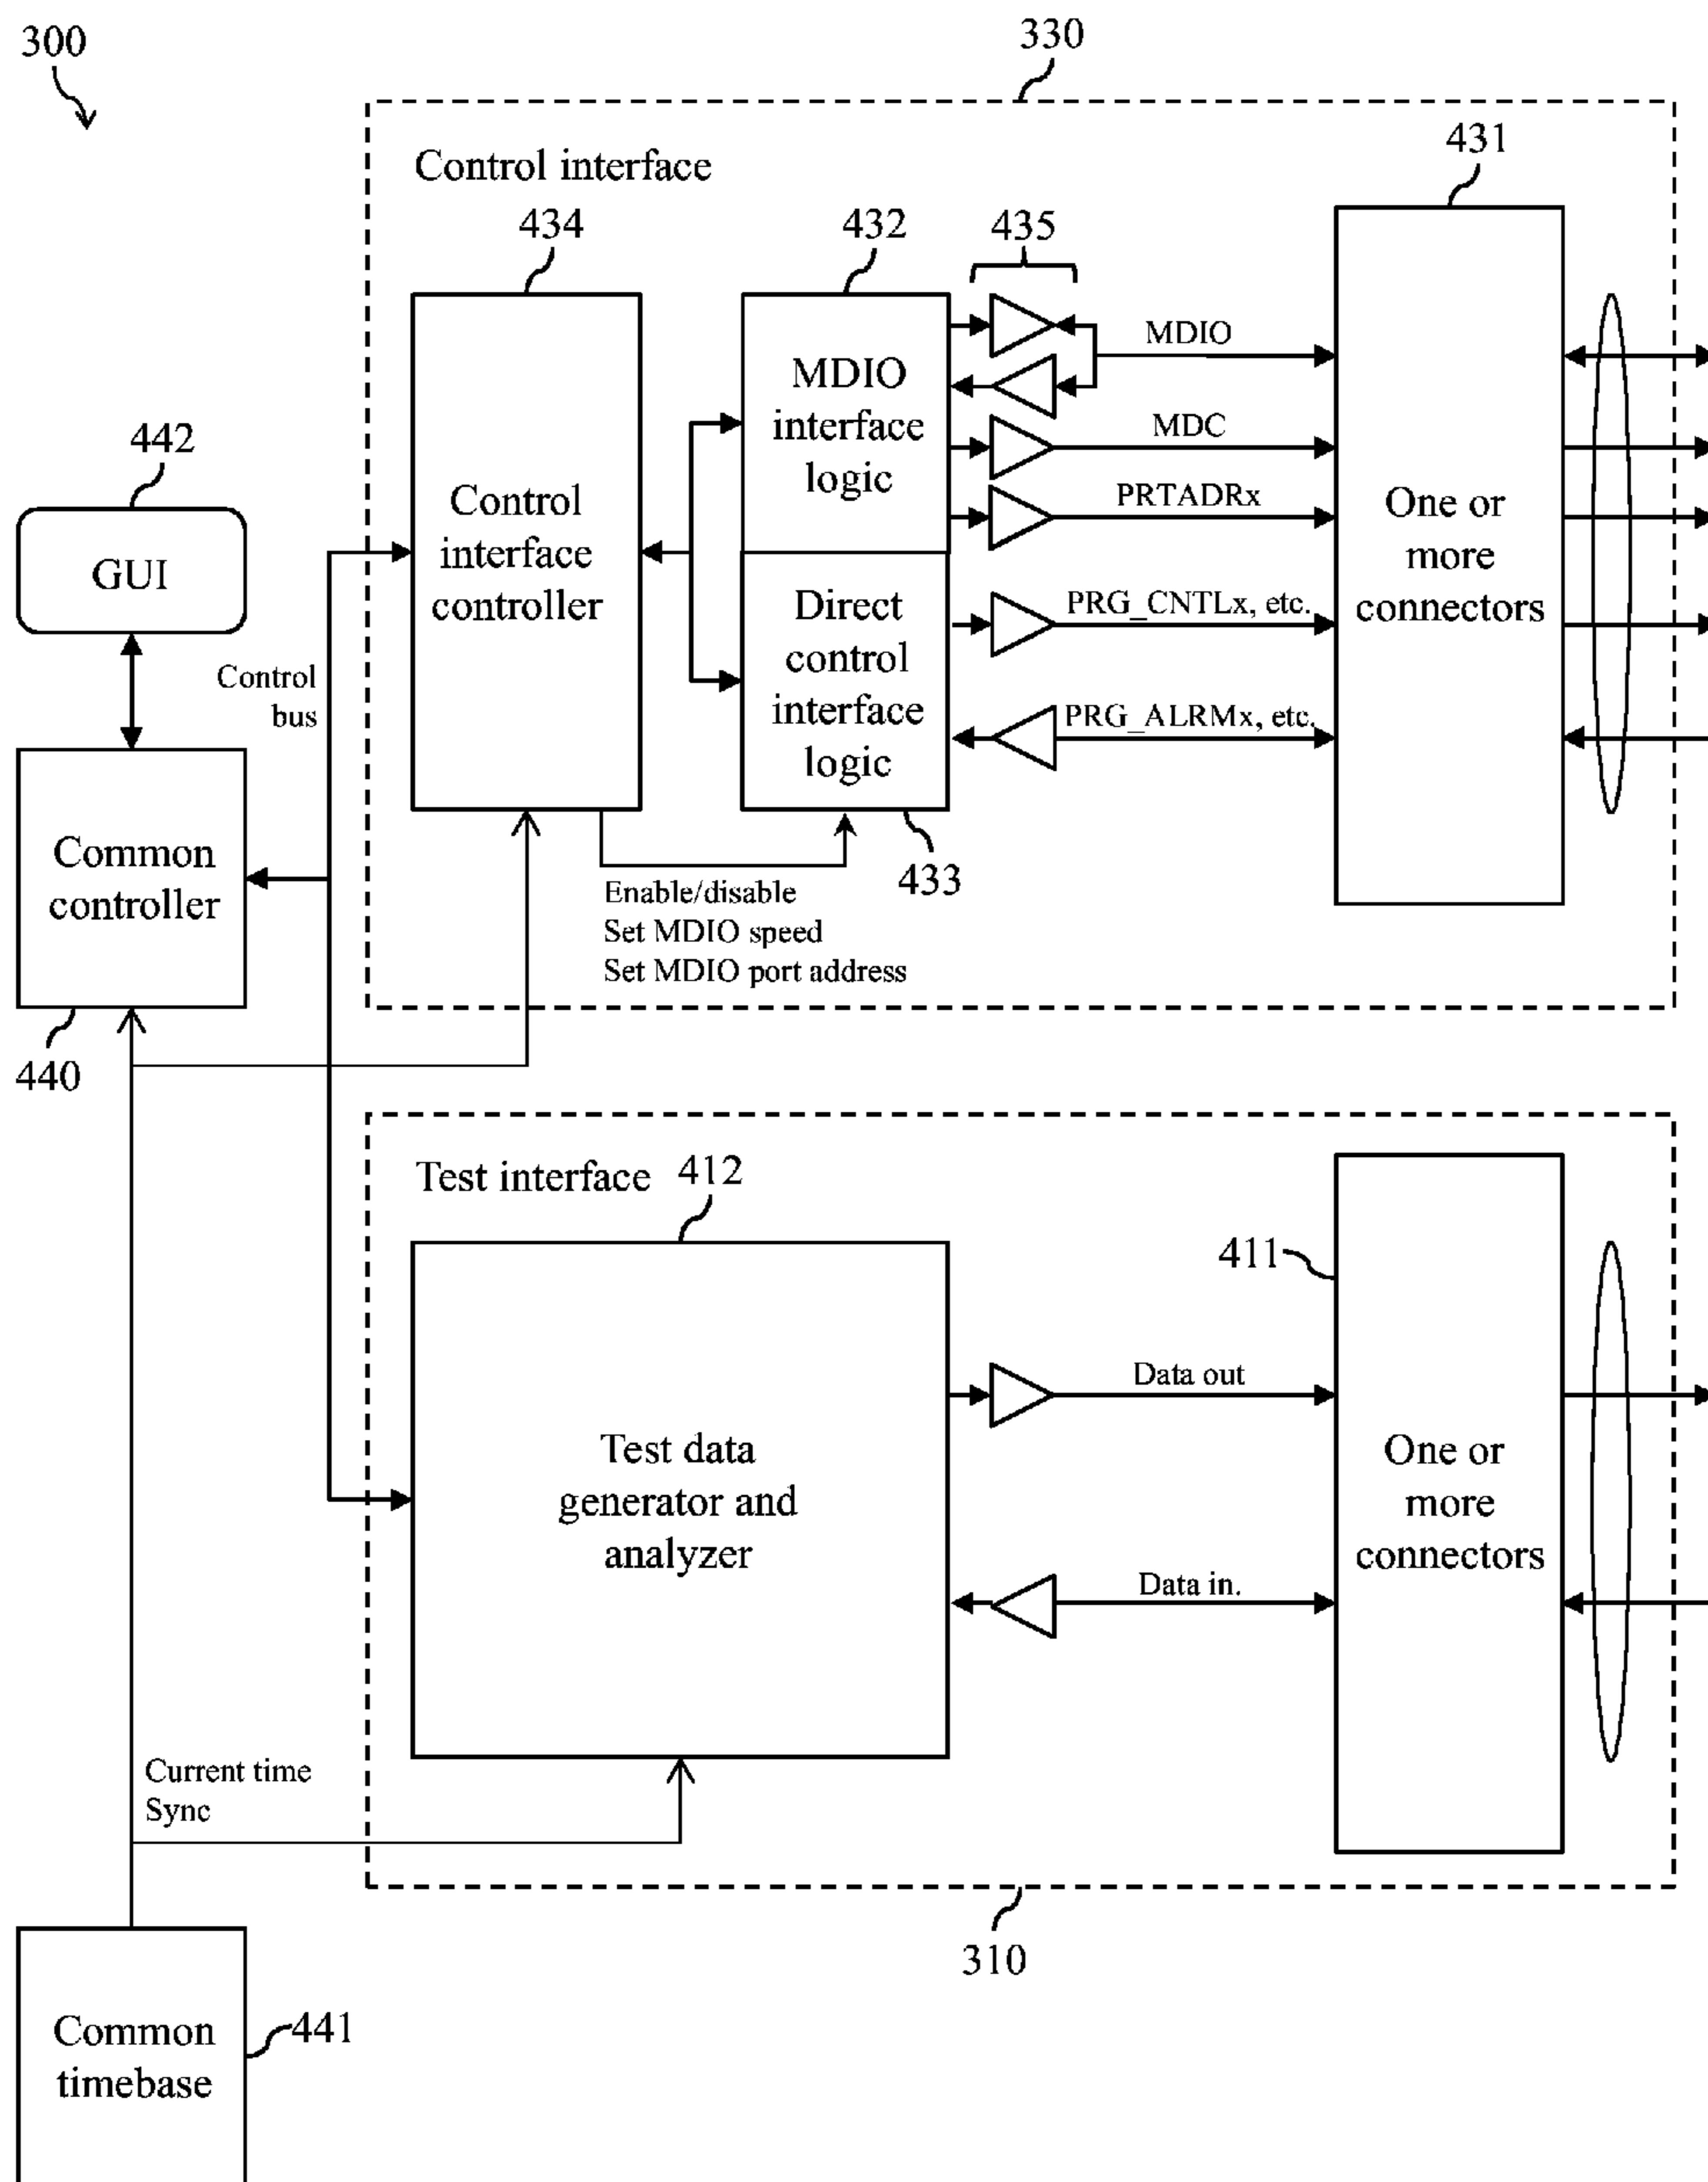 300
330
Control interface
431
434
432
435
MDIO
MDC
PRTADRx
PRG_CNTLx, etc.
PRG_ALRMx, etc.
MDIO
interface
logic
Control
interface
controller
Direct
control
interface
logic
One or
more
connectors
442
GUI
Control
bus
Common
controller
440
433
Enable/disable
Set MDIO speed
Set MDIO port address
Test interface
412
411
Data out
Test data
generator and
analyzer
One or
more
connectors
Data in.
Current time
Sync
310
Common
timebase
441